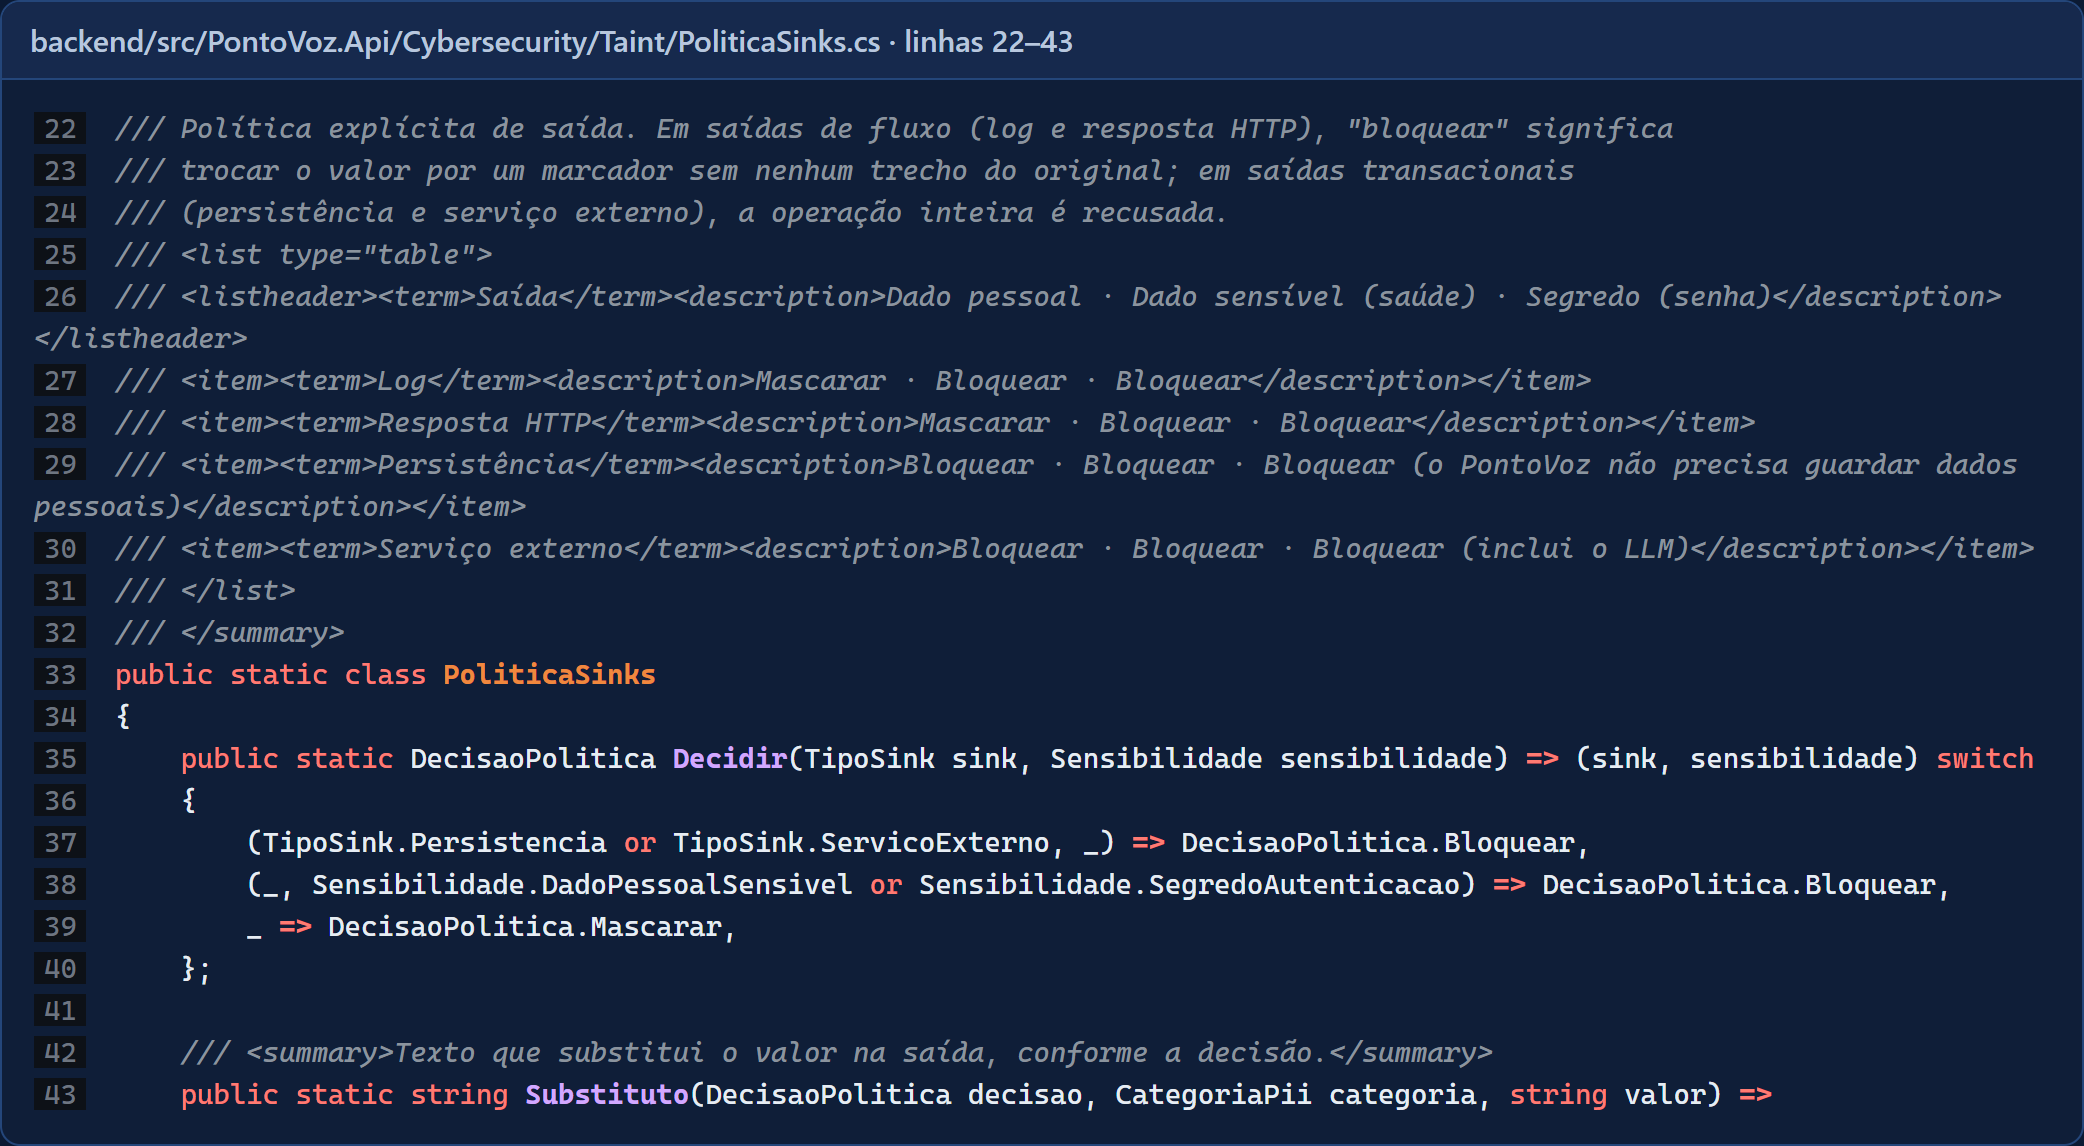 backend/src/PontoVoz.Api/Cybersecurity/Taint/PoliticaSinks.cs · linhas 22–43
22 /// Política explícita de saída. Em saídas de fluxo (log e resposta HTTP), "bloquear" significa
23 /// trocar o valor por um marcador sem nenhum trecho do original; em saídas transacionais
24 /// (persistência e serviço externo), a operação inteira é recusada.
25 /// <list type="table">
26 /// <listheader><term>Saída</term><description>Dado pessoal · Dado sensível (saúde) · Segredo (senha)</description>
</listheader>
27 /// <item><term>Log</term><description>Mascarar · Bloquear · Bloquear</description></item>
28 /// <item><term>Resposta HTTP</term><description>Mascarar · Bloquear · Bloquear</description></item>
29 /// <item><term>Persistência</term><description>Bloquear · Bloquear · Bloquear (o PontoVoz não precisa guardar dados
pessoais)</description></item>
30 /// <item><term>Serviço externo</term><description>Bloquear · Bloquear · Bloquear (inclui o LLM)</description></item>
31 /// </list>
32 /// </summary>
33 public static class PoliticaSinks
34 {
35     public static DecisaoPolitica Decidir(TipoSink sink, Sensibilidade sensibilidade) => (sink, sensibilidade) switch
36     {
37         (TipoSink.Persistencia or TipoSink.ServicoExterno, _) => DecisaoPolitica.Bloquear,
38         (_, Sensibilidade.DadoPessoalSensivel or Sensibilidade.SegredoAutenticacao) => DecisaoPolitica.Bloquear,
39         _ => DecisaoPolitica.Mascarar,
40     };
41
42     /// <summary>Texto que substitui o valor na saída, conforme a decisão.</summary>
43     public static string Substituto(DecisaoPolitica decisao, CategoriaPii categoria, string valor) =>